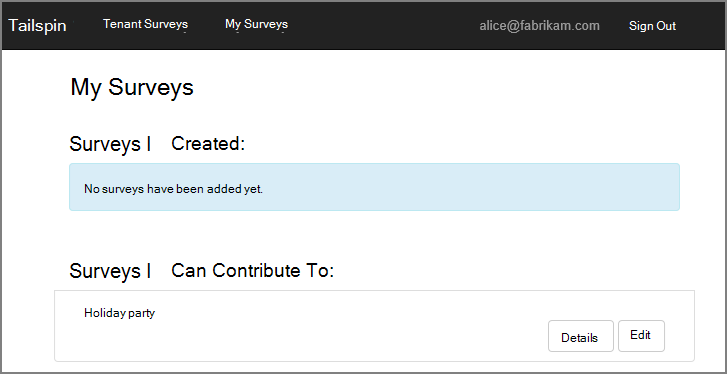 Tailspin Tenant Surveys My Surveys alice@fabrikam.com Sign Out
My Surveys
Surveys I Created:
No surveys have been added yet.
Surveys I Can Contribute To:
Holiday party
Details Edit